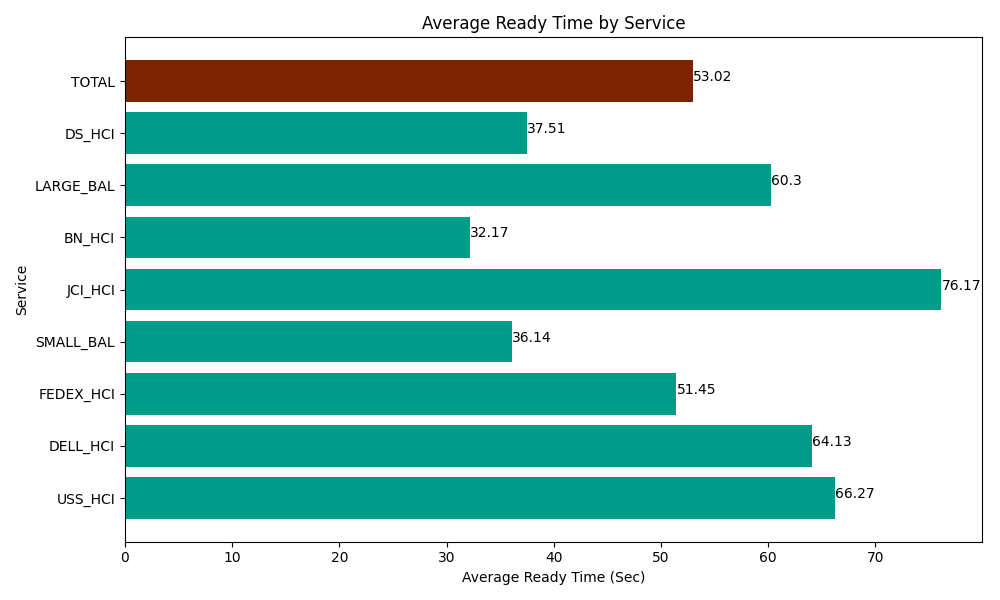 Average Ready Time by Service
Service
TOTAL 53.02
DS_HCI 37.51
LARGE_BAL 60.3
BN_HCI 32.17
JCI_HCI 76.17
SMALL_BAL 36.14
FEDEX_HCI 51.45
DELL_HCI 64.13
USS_HCI 66.27
0 10 20 30 40 50 60 70
Average Ready Time (Sec)